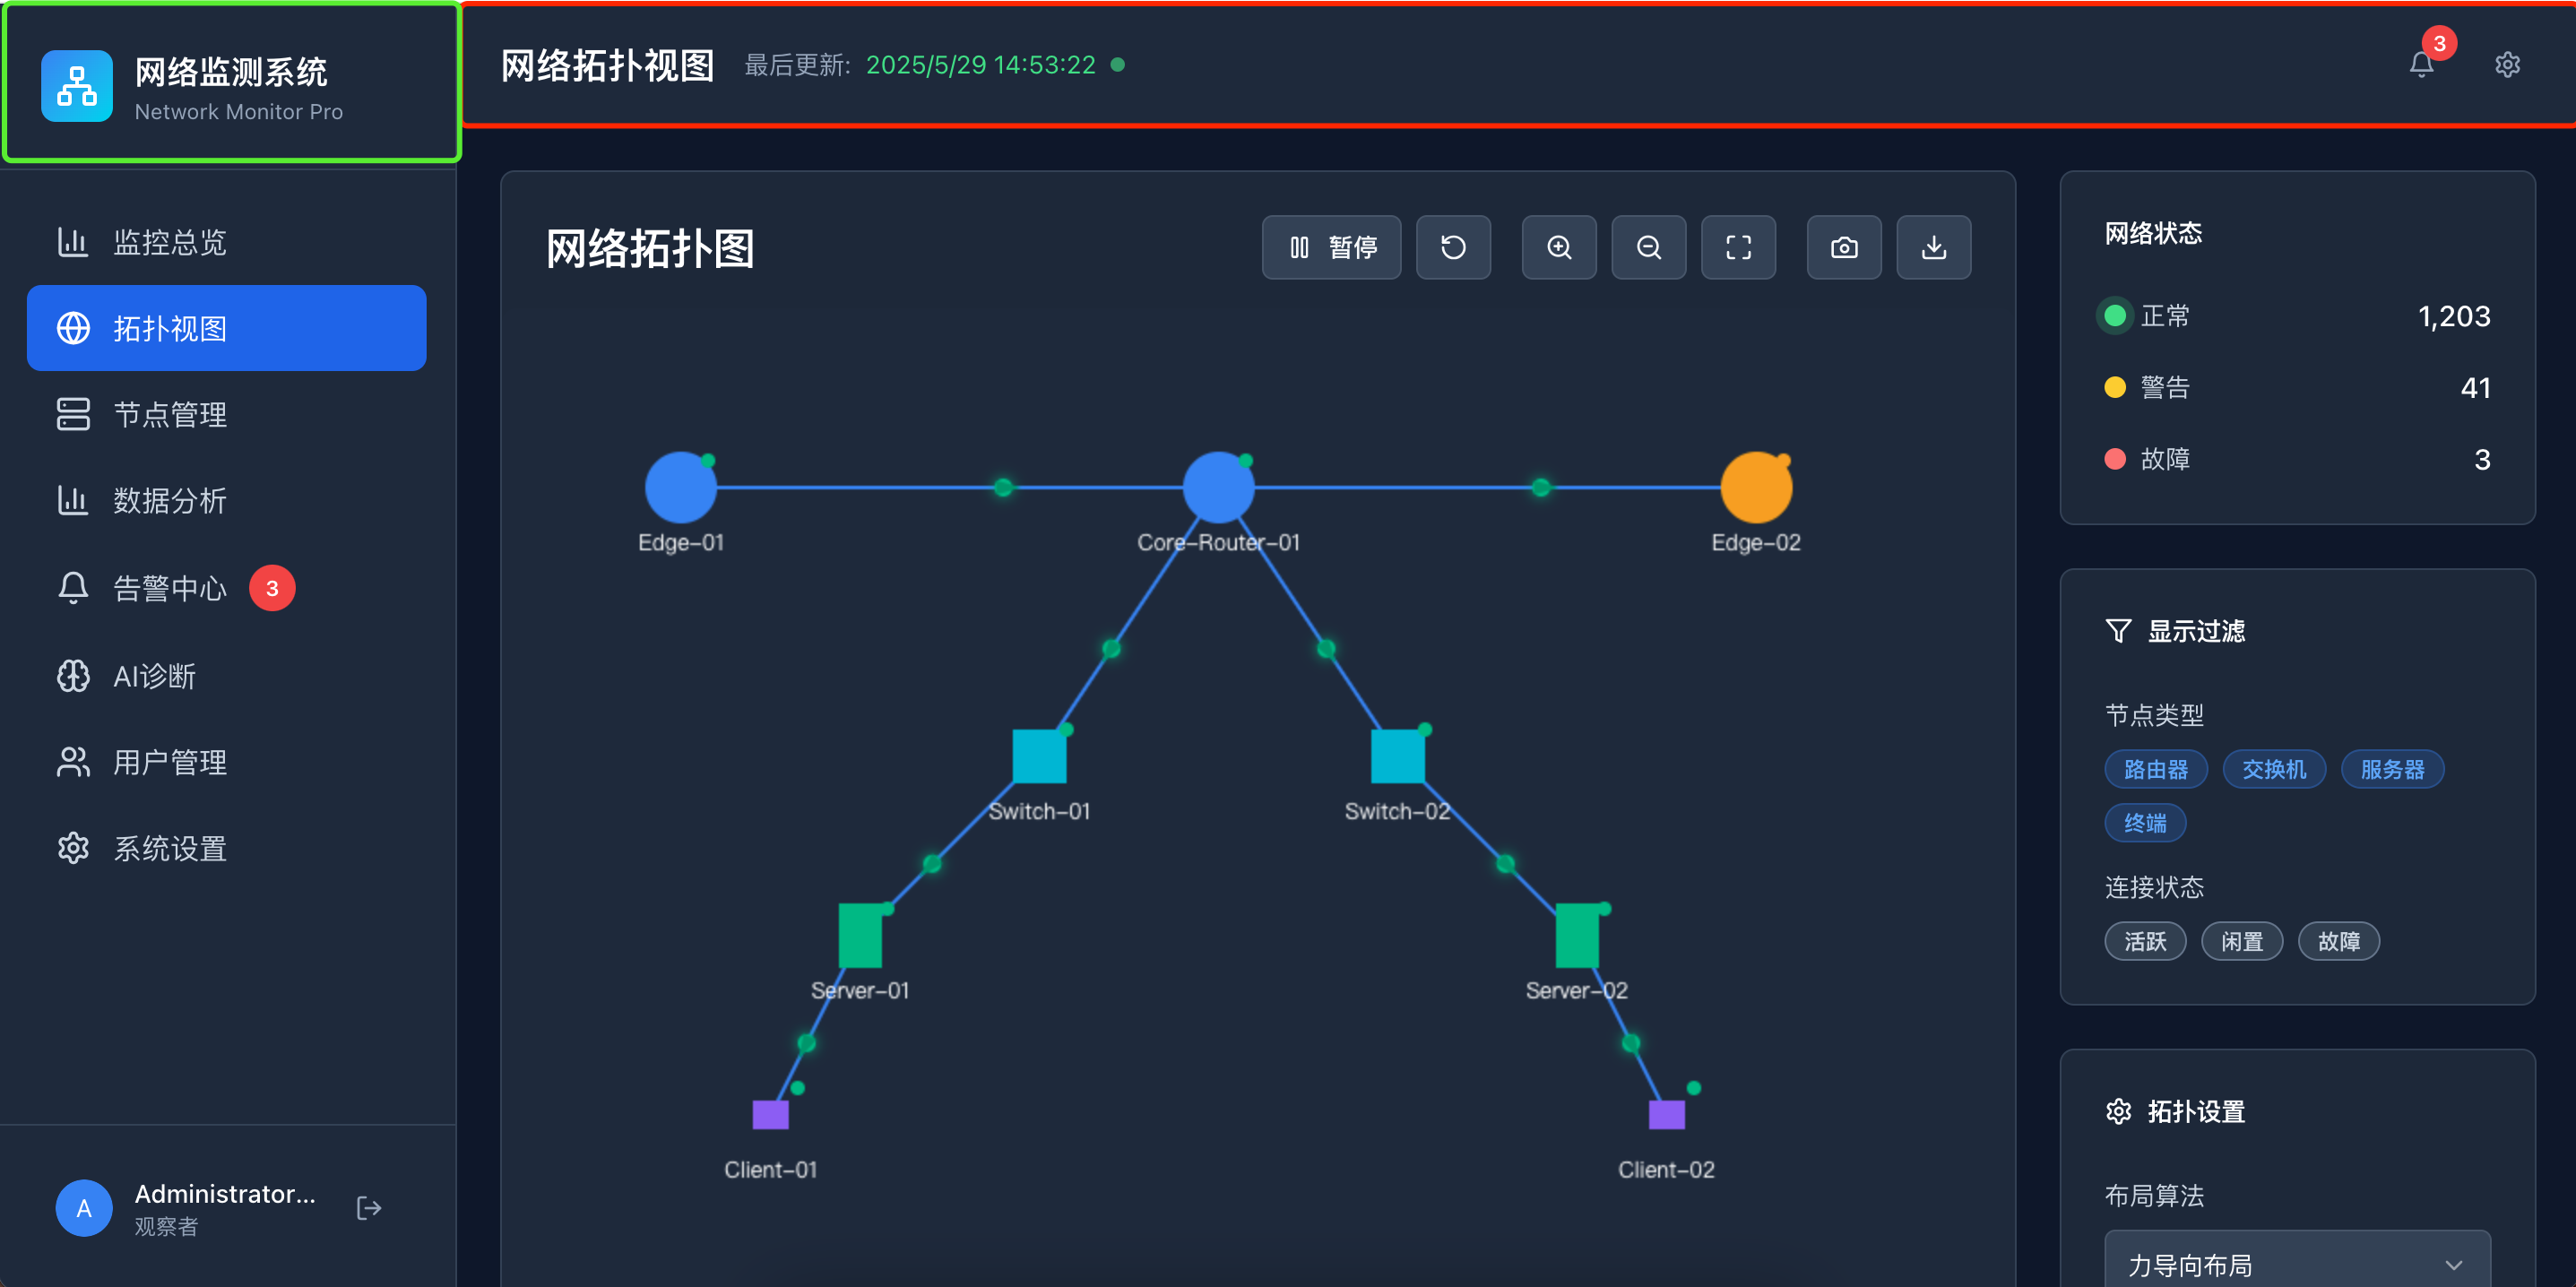 网络监测系统
Network Monitor Pro
监控总览
拓扑视图
节点管理
数据分析
告警中心 3
AI诊断
用户管理
系统设置
A
Administrator...
观察者
网络拓扑视图 最后更新: 2025/5/29 14:53:22
3
网络拓扑图
暂停
Edge-01
Core-Router-01
Edge-02
Switch-01
Switch-02
Server-01
Server-02
Client-01
Client-02
网络状态
正常 1,203
警告 41
故障 3
显示过滤
节点类型
路由器 交换机 服务器
终端
连接状态
活跃 闲置 故障
拓扑设置
布局算法
力导向布局